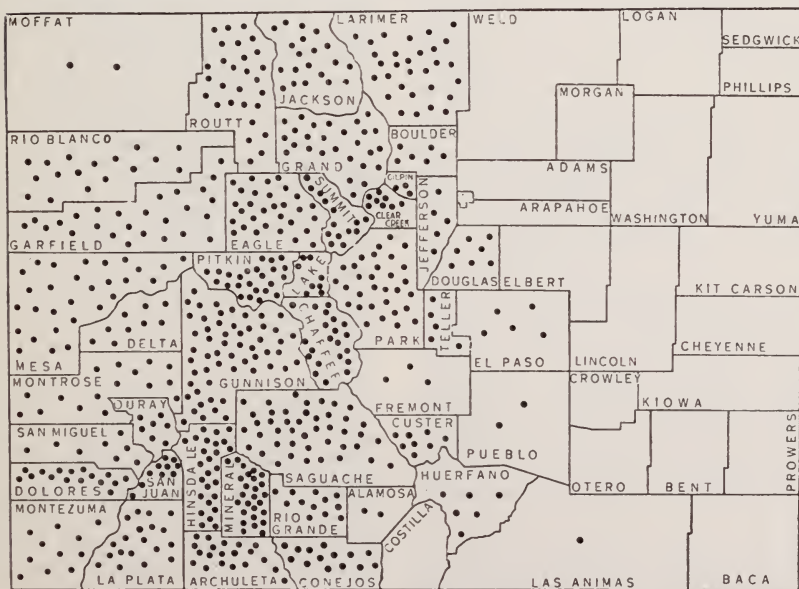 MOFFAT
LARIMER
WELD
LOGAN
SEDGWICK
PHILLIPS
JACKSON
MORGAN
ROUTT
RIO BLANCO
BOULDER
GRAND
ADAMS
GILPIN
SUMMIT
CLEAR
CREEK
JEFFERSON
ARAPAHOE
WASHINGTON
YUMA
GARFIELD
EAGLE
PITKIN
LAKE
DOUGLAS
ELBERT
KIT CARSON
CHAFFEE
TELLER
DELTA
PARK
MESA
EL PASO
LINCOLN
CHEYENNE
MONTROSE
GUNNISON
CROWLEY
OURAY
FREMONT
KIOWA
SAN MIGUEL
CUSTER
PUEBLO
PROWERS
HINSDALE
MINERAL
SAGUACHE
HUERFANO
DOLORES
SAN
JUAN
OTERO
BENT
ALAMOSA
MONTEZUMA
RIO
GRANDE
COSTILLA
LA PLATA
ARCHULETA
CONEJOS
LAS ANIMAS
BACA